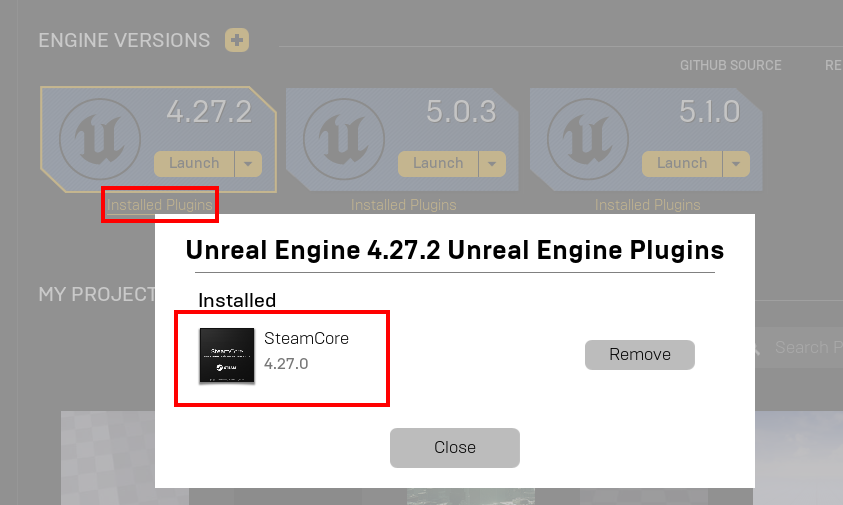 ENGINE VERSIONS
GITHUB SOURCE
RE
4.27.2
5.0.3
5.1.0
Launch
Launch
Launch
Installed Plugins
Installed Plugins
Installed Plugins
Unreal Engine 4.27.2 Unreal Engine Plugins
MY PROJECT
Installed
SteamCore
SteamCore
4.27.0
STEAM
Remove
Search P
Close